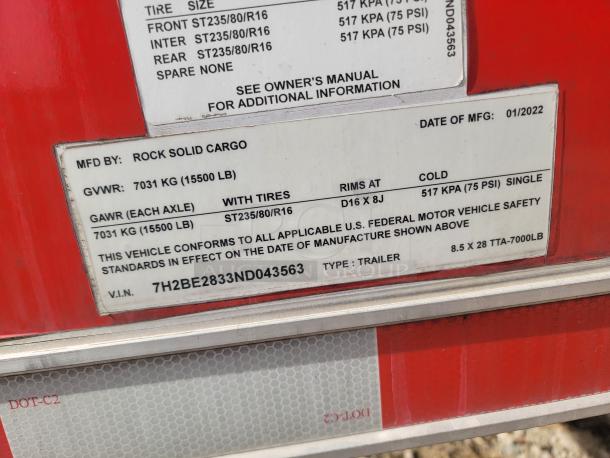 TIRE SIZE
FRONT ST235/80/R16 517 KPA (75 PSI)
INTER ST235/80/R16 517 KPA (75 PSI)
REAR ST235/80/R16 517 KPA (75 PSI)
SPARE NONE
SEE OWNER'S MANUAL
FOR ADDITIONAL INFORMATION
ND043563
MFD BY: ROCK SOLID CARGO DATE OF MFG: 01/2022
GVWR: 7031 KG (15500 LB)
GAWR (EACH AXLE) WITH TIRES RIMS AT COLD
7031 KG (15500 LB) ST235/80/R16 D16 X 8J 517 KPA (75 PSI) SINGLE
THIS VEHICLE CONFORMS TO ALL APPLICABLE U.S. FEDERAL MOTOR VEHICLE SAFETY
STANDARDS IN EFFECT ON THE DATE OF MANUFACTURE SHOWN ABOVE
V.I.N. 7H2BE2833ND043563 TYPE : TRAILER 8.5 X 28 TTA-7000LB
DOT-C2
DOT-C2